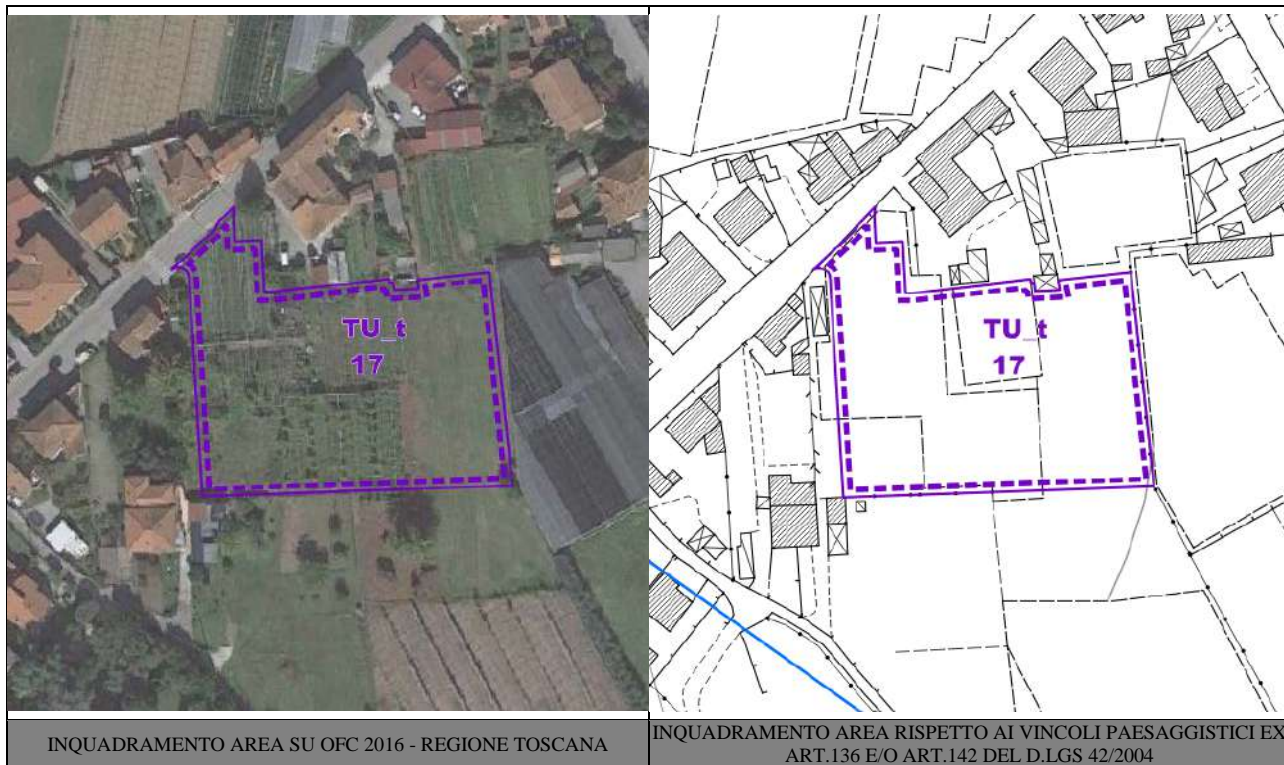 TU_t
17
TU_t
17
INQUADRAMENTO AREA SU OFC 2016 - REGIONE TOSCANA
INQUADRAMENTO AREA RISPETTO AI VINCOLI PAESAGGISTICI EX
ART.136 E/O ART.142 DEL D.LGS 42/2004